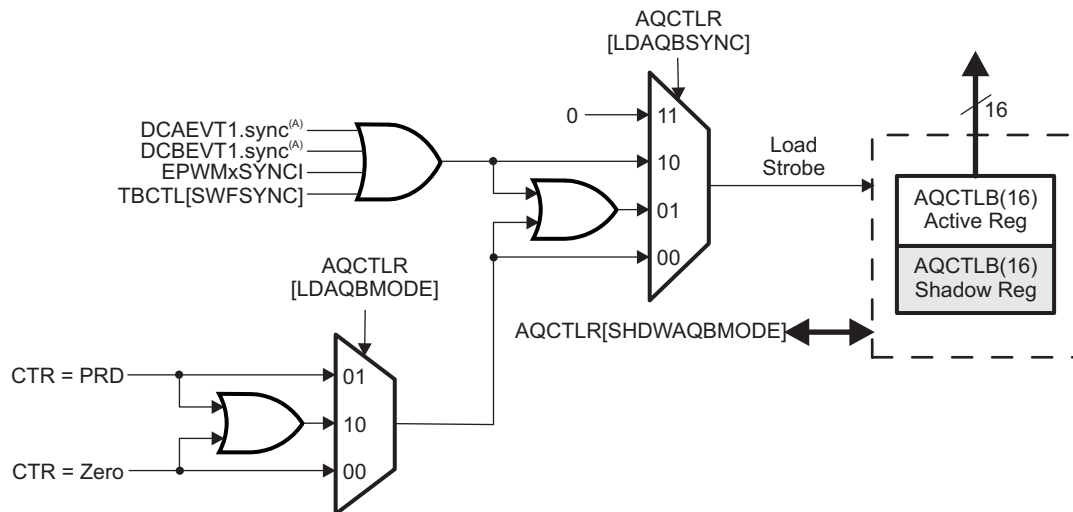 AQCTLR
[LDAQBSYNC]
16
0
11
DCAEVT1.sync(A)
DCBEVT1.sync(A)
EPWMxSYNCI
TBCTL[SWFSYNC]
10
Load
Strobe
01
00
AQCTLB(16)
Active Reg
AQCTLB(16)
Shadow Reg
AQCTLR
[LDAQBMODE]
AQCTLR[SHDWAQBMODE]
CTR = PRD
01
10
CTR = Zero
00